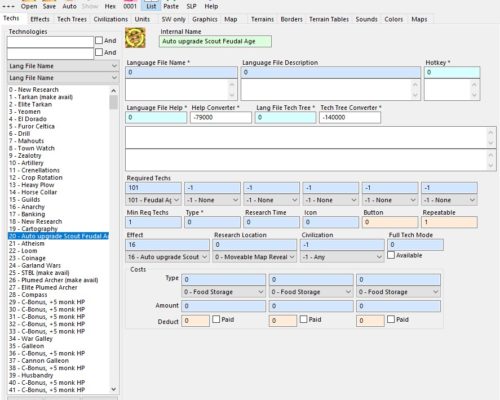 Open Save Auto Show Hex 0001 List Paste SLP Help
Techs Effects Tech Trees Civilizations Units SW only Graphics Map Terrains Borders Terrain Tables Sounds Colors Maps
Technologies
And
And
Lang File Name
Lang File Name
0 - New Research
1 - Tarkan (make avail)
2 - Elite Tarkan
3 - Yeomen
4 - El Dorado
5 - Furor Celtica
6 - Drill
7 - Mahouts
8 - Town Watch
9 - Zealotry
10 - Artillery
11 - Crenellations
12 - Crop Rotation
13 - Heavy Plow
14 - Horse Collar
15 - Guilds
16 - Anarchy
17 - Banking
18 - New Research
19 - Cartography
20 - Auto upgrade Scout Feudal A
21 - Atheism
22 - Loom
23 - Coinage
24 - Garland Wars
25 - STBL (make avail)
26 - Plumed Archer (make avail)
27 - Elite Plumed Archer
28 - Compass
29 - C-Bonus, +5 monk HP
30 - C-Bonus, +5 monk HP
31 - C-Bonus, +5 monk HP
32 - C-Bonus, +5 monk HP
33 - C-Bonus, +5 monk HP
34 - War Galley
35 - Galleon
36 - C-Bonus, +5 monk HP
37 - Cannon Galleon
38 - C-Bonus, +5 monk HP
39 - Husbandry
40 - C-Bonus, +5 monk HP
41 - C-Bonus, +5 monk HP
Internal Name
Auto upgrade Scout Feudal Age
Language File Name * Language File Description Hotkey *
0 0 0
Language File Help * Help Converter * Lang File Tech Tree * Tech Tree Converter *
0 -79000 0 -140000
Required Techs
101 -1 -1 -1 -1 -1
101 - Feudal Ag -1 - None -1 - None -1 - None -1 - None -1 - None
Min Req Techs Type * Research Time Icon Button Repeatable
1 0 0 0 0 1
Effect Research Location Civilization Full Tech Mode
16 0 -1 0
16 - Auto upgrade Scout 0 - Moveable Map Reveal -1 - Any Available
Costs
Type 0 0 0
0 - Food Storage 0 - Food Storage 0 - Food Storage
Amount 0 0 0
Deduct 0 Paid 0 Paid 0 Paid